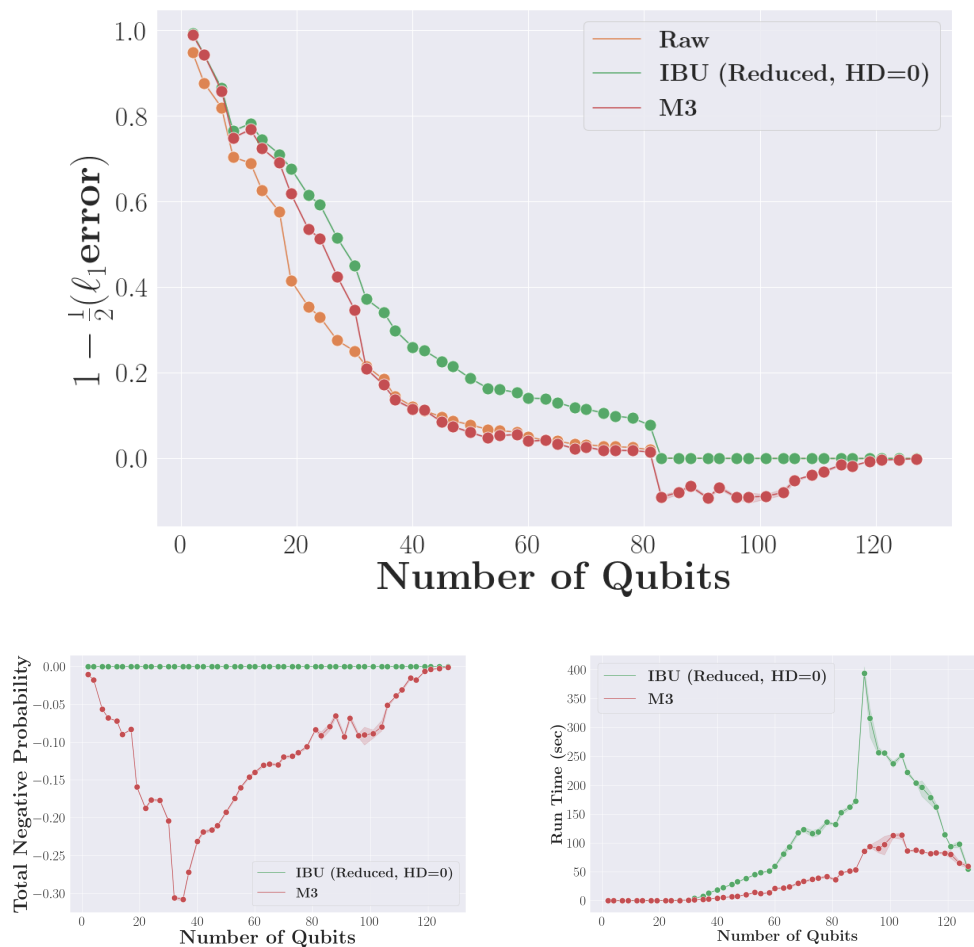 1.0
0.8
0.6
0.4
0.2
0.0
1 − 1/2(ℓ₁error)
Raw
IBU (Reduced, HD=0)
M3
0 20 40 60 80 100 120
Number of Qubits
0.00
−0.05
−0.10
−0.15
−0.20
−0.25
−0.30
Total Negative Probability
IBU (Reduced, HD=0)
M3
0 20 40 60 80 100 120
Number of Qubits
400
350
300
250
200
150
100
50
0
Run Time (sec)
IBU (Reduced, HD=0)
M3
0 20 40 60 80 100 120
Number of Qubits